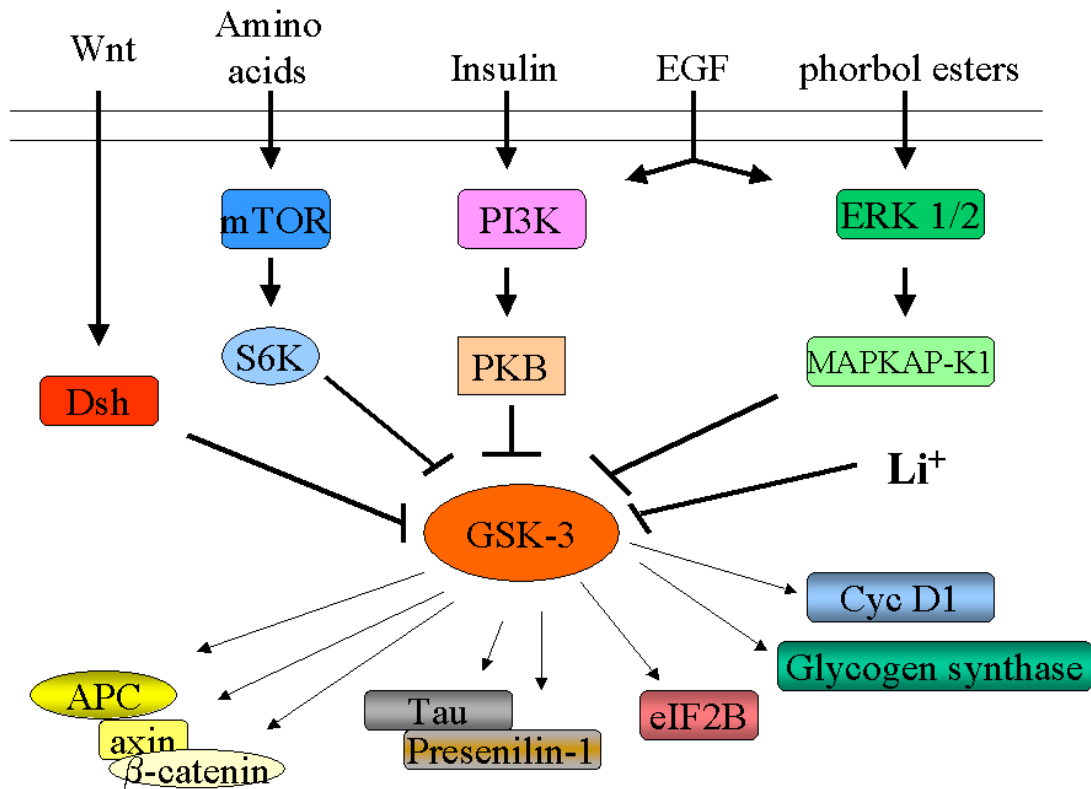 Wnt
Amino
acids
Insulin
EGF
phorbol esters
mTOR
PI3K
ERK 1/2
S6K
PKB
MAPKAP-K1
Dsh
Li⁺
GSK-3
Cyc D1
Glycogen synthase
APC
axin
β-catenin
Tau
Presenilin-1
eIF2B